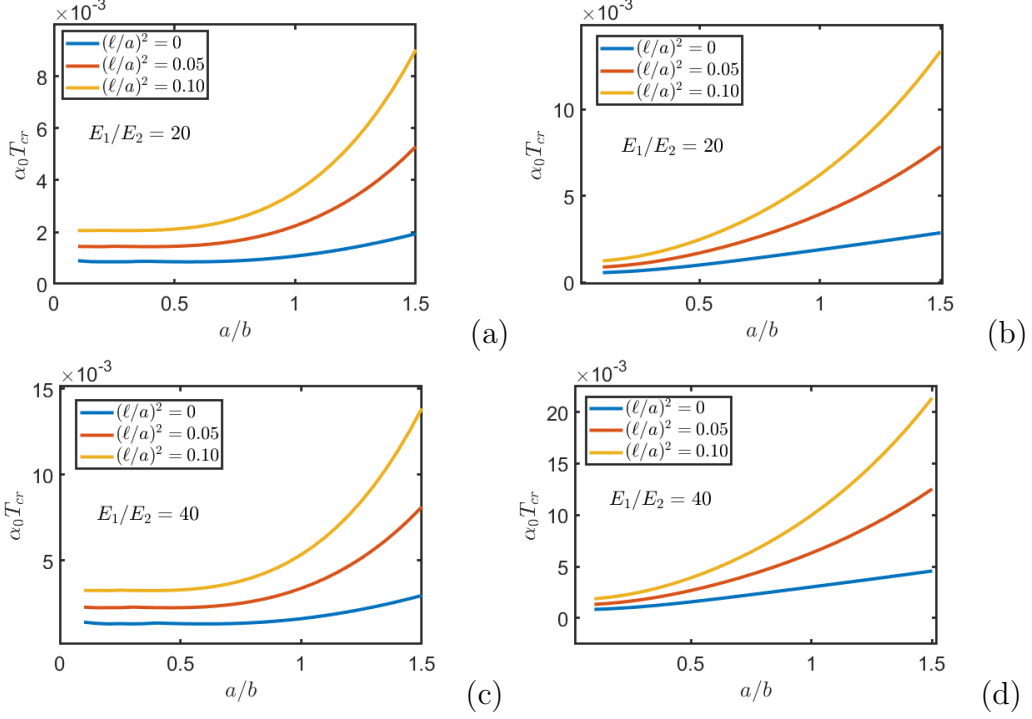 ×10⁻³
(ℓ/a)² = 0
(ℓ/a)² = 0.05
(ℓ/a)² = 0.10
E₁/E₂ = 20
α₀T_cr
8
6
4
2
0
0 0.5 1 1.5
a/b
(a)
×10⁻³
(ℓ/a)² = 0
(ℓ/a)² = 0.05
(ℓ/a)² = 0.10
E₁/E₂ = 20
α₀T_cr
10
5
0
0.5 1 1.5
a/b
(b)
×10⁻³
(ℓ/a)² = 0
(ℓ/a)² = 0.05
(ℓ/a)² = 0.10
E₁/E₂ = 40
α₀T_cr
15
10
5
0 0.5 1 1.5
a/b
(c)
×10⁻³
(ℓ/a)² = 0
(ℓ/a)² = 0.05
(ℓ/a)² = 0.10
E₁/E₂ = 40
α₀T_cr
20
15
10
5
0
0.5 1 1.5
a/b
(d)